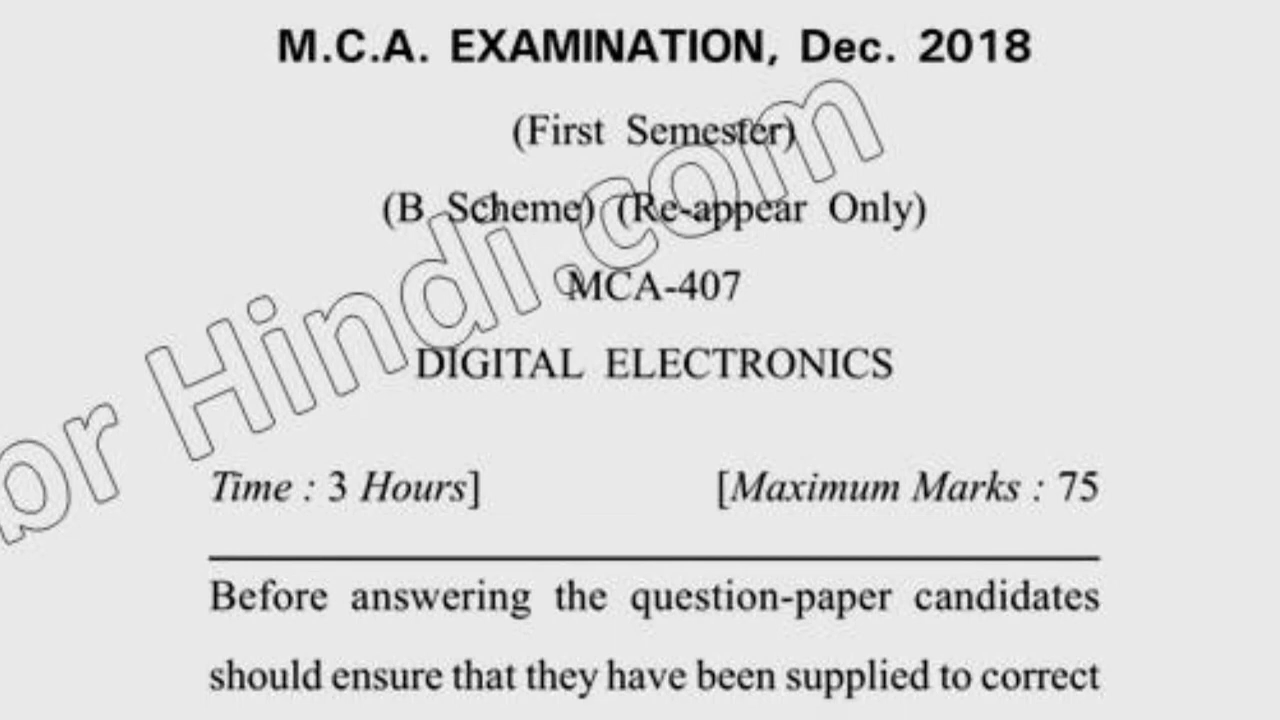 M.C.A. EXAMINATION, Dec. 2018
(First Semester)
(B Scheme) (Re-appear Only)
MCA-407
DIGITAL ELECTRONICS
Time : 3 Hours] [Maximum Marks : 75
Before answering the question-paper candidates
should ensure that they have been supplied to correct
or Hindi.com